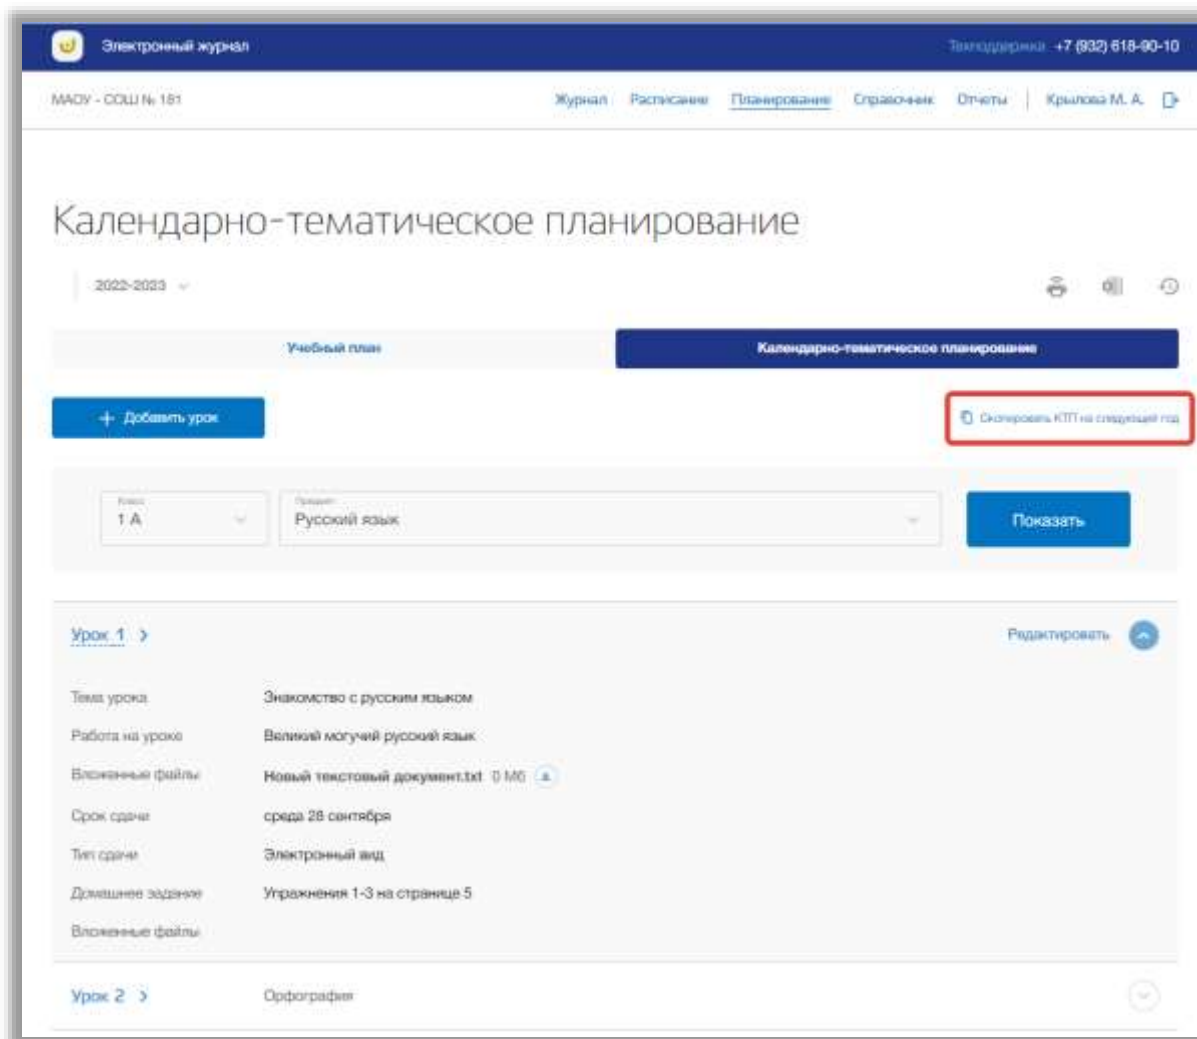 Электронный журнал
Техподдержка +7 (932) 618-90-10
МАОУ - СОШ № 181
Журнал Расписание Планирование Справочник Отчеты Крылова М. А.
Календарно-тематическое планирование
2022-2023
Учебный план Календарно-тематическое планирование
+ Добавить урок
Скопировать КТП на следующий год
Класс Предмет
1 А Русский язык Показать
Урок 1 Редактировать
Тема урока Знакомство с русским языком
Работа на уроке Великий могучий русский язык
Вложенные файлы Новый текстовый документ.txt 0 Мб
Срок сдачи среда 28 сентября
Тип сдачи Электронный вид
Домашнее задание Упражнения 1-3 на странице 5
Вложенные файлы
Урок 2 Орфография